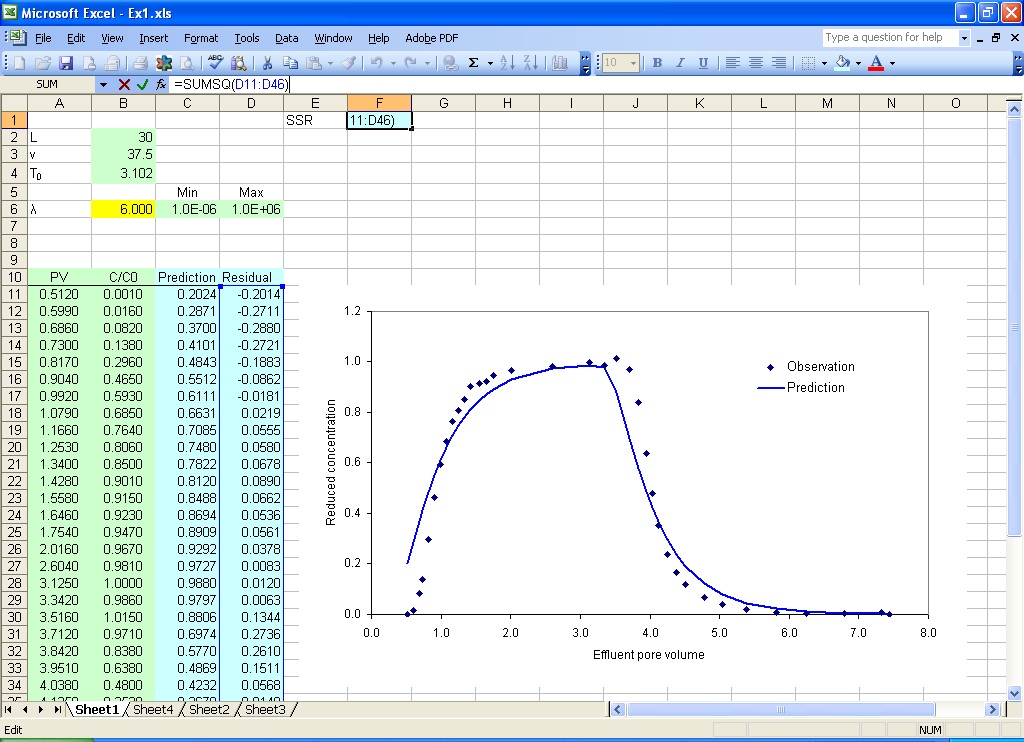 Microsoft Excel - Ex1.xls
File Edit View Insert Format Tools Data Window Help Adobe PDF Type a question for help
Σ 10 B I U A
SUM =SUMSQ(D11:D46)
A B C D E F G H I J K L M N O
1 SSR 11:D46)
2 L 30
3 v 37.5
4 T0 3.102
5 Min Max
6 λ 6.000 1.0E-06 1.0E+06
7
8
9
10 PV C/C0 Prediction Residual
11 0.5120 0.0010 0.2024 -0.2014
12 0.5990 0.0160 0.2871 -0.2711
13 0.6860 0.0820 0.3700 -0.2880
14 0.7300 0.1380 0.4101 -0.2721
15 0.8170 0.2960 0.4843 -0.1883
16 0.9040 0.4650 0.5512 -0.0862
17 0.9920 0.5930 0.6111 -0.0181
18 1.0790 0.6850 0.6631 0.0219
19 1.1660 0.7640 0.7085 0.0555
20 1.2530 0.8060 0.7480 0.0580
21 1.3400 0.8500 0.7822 0.0678
22 1.4280 0.9010 0.8120 0.0890
23 1.5580 0.9150 0.8488 0.0662
24 1.6460 0.9230 0.8694 0.0536
25 1.7540 0.9470 0.8909 0.0561
26 2.0160 0.9670 0.9292 0.0378
27 2.6040 0.9810 0.9727 0.0083
28 3.1250 1.0000 0.9880 0.0120
29 3.3420 0.9860 0.9797 0.0063
30 3.5160 1.0150 0.8806 0.1344
31 3.7120 0.9710 0.6974 0.2736
32 3.8420 0.8380 0.5770 0.2610
33 3.9510 0.6380 0.4869 0.1511
34 4.0380 0.4800 0.4232 0.0568
1.2
1.0
0.8
0.6
0.4
0.2
0.0
Reduced concentration
Observation
Prediction
0.0 1.0 2.0 3.0 4.0 5.0 6.0 7.0 8.0
Effluent pore volume
Sheet1 Sheet4 Sheet2 Sheet3
Edit NUM